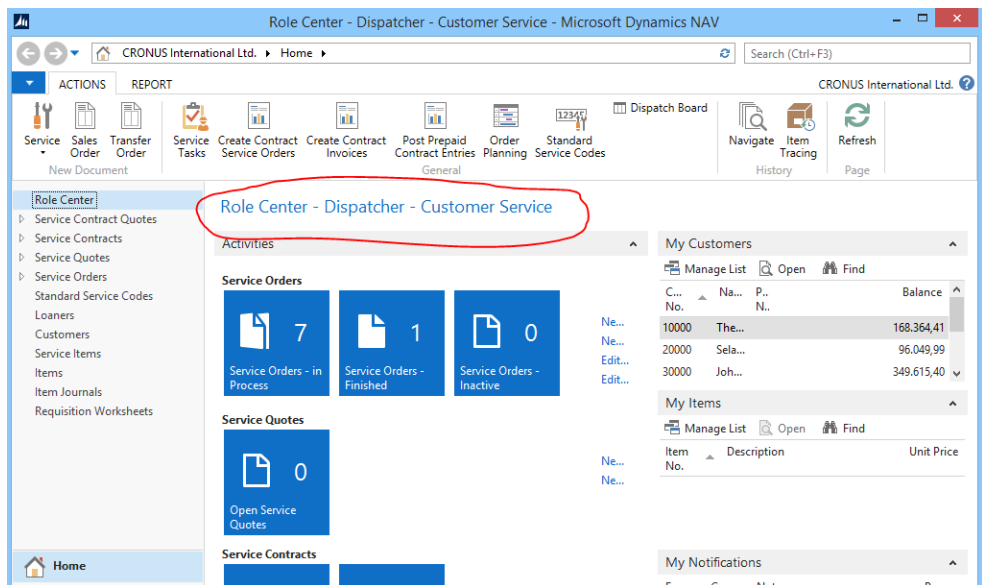 Role Center - Dispatcher - Customer Service - Microsoft Dynamics NAV
CRONUS International Ltd. Home
Search (Ctrl+F3)
ACTIONS REPORT
CRONUS International Ltd.
Service Sales Order Transfer Order
New Document
Service Tasks Create Contract Service Orders Create Contract Invoices Post Prepaid Contract Entries Order Planning Standard Service Codes
12345
Dispatch Board
General
Navigate Item Tracing
History
Refresh
Page
Role Center
Service Contract Quotes
Service Contracts
Service Quotes
Service Orders
Standard Service Codes
Loaners
Customers
Service Items
Items
Item Journals
Requisition Worksheets
Home
Role Center - Dispatcher - Customer Service
Activities
Service Orders
7
Service Orders - in
Process
1
Service Orders -
Finished
0
Service Orders -
Inactive
Ne...
Ne...
Edit...
Edit...
Service Quotes
0
Open Service
Quotes
Ne...
Ne...
Service Contracts
My Customers
Manage List Open Find
C... Na... P.. Balance
No. N..
10000 The... 168.364,41
20000 Sela... 96.049,99
30000 Joh... 349.615,40
My Items
Manage List Open Find
Item Description Unit Price
No.
My Notifications